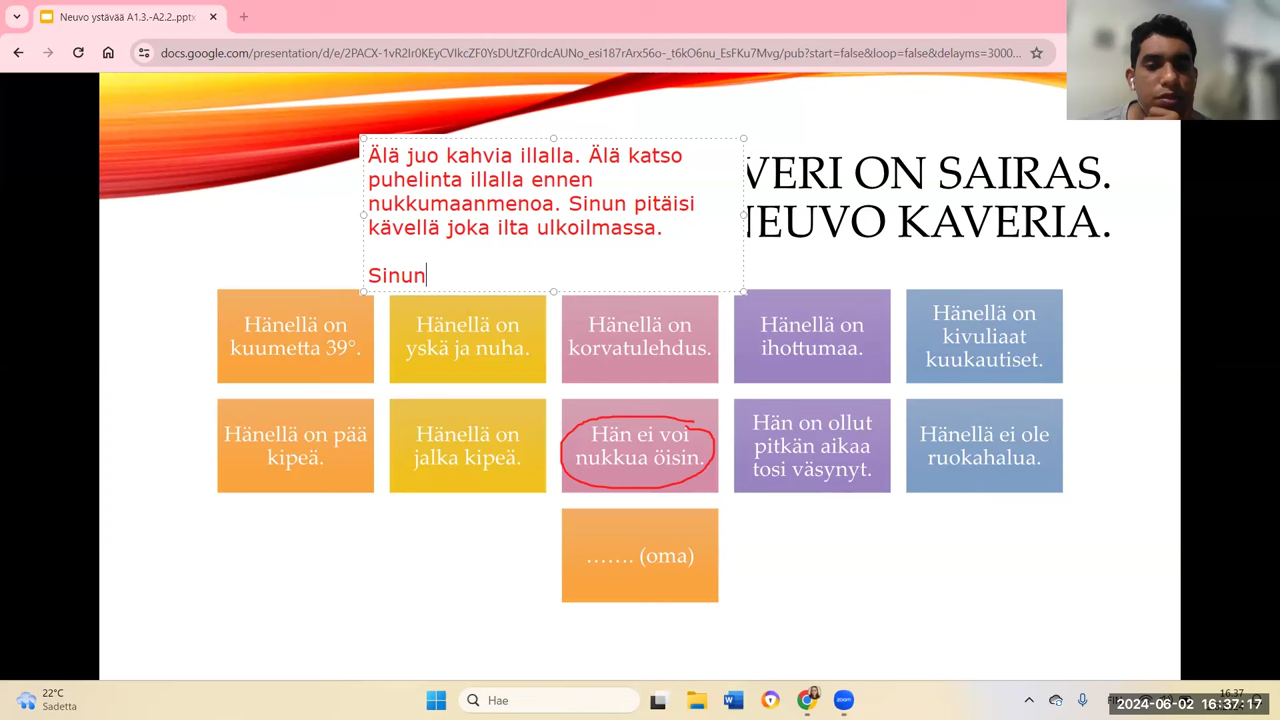 Neuvo ystävää A1.3.-A2.2..pptx
docs.google.com/presentation/d/e/2PACX-1vR2Ir0KEyCVIkcZF0YsDUtZF0rdcAUNo_esi187rArx56o-_t6kO6nu_EsFKu7Mvg/pub?start=false&loop=false&delayms=3000...
Älä juo kahvia illalla. Älä katso
puhelinta illalla ennen
nukkumaanmenoa. Sinun pitäisi
kävellä joka ilta ulkoilmassa.
Sinun
VERI ON SAIRAS.
NEUVO KAVERIA.
Hänellä on
kuumetta 39°.
Hänellä on
yskä ja nuha.
Hänellä on
korvatulehdus.
Hänellä on
ihottumaa.
Hänellä on
kivuliaat
kuukautiset.
Hänellä on pää
kipeä.
Hänellä on
jalka kipeä.
Hän ei voi
nukkua öisin.
Hän on ollut
pitkän aikaa
tosi väsynyt.
Hänellä ei ole
ruokahalua.
……. (oma)
22°C
Sadetta
Hae
zoom
16.37
2024-06-02 16:37:17